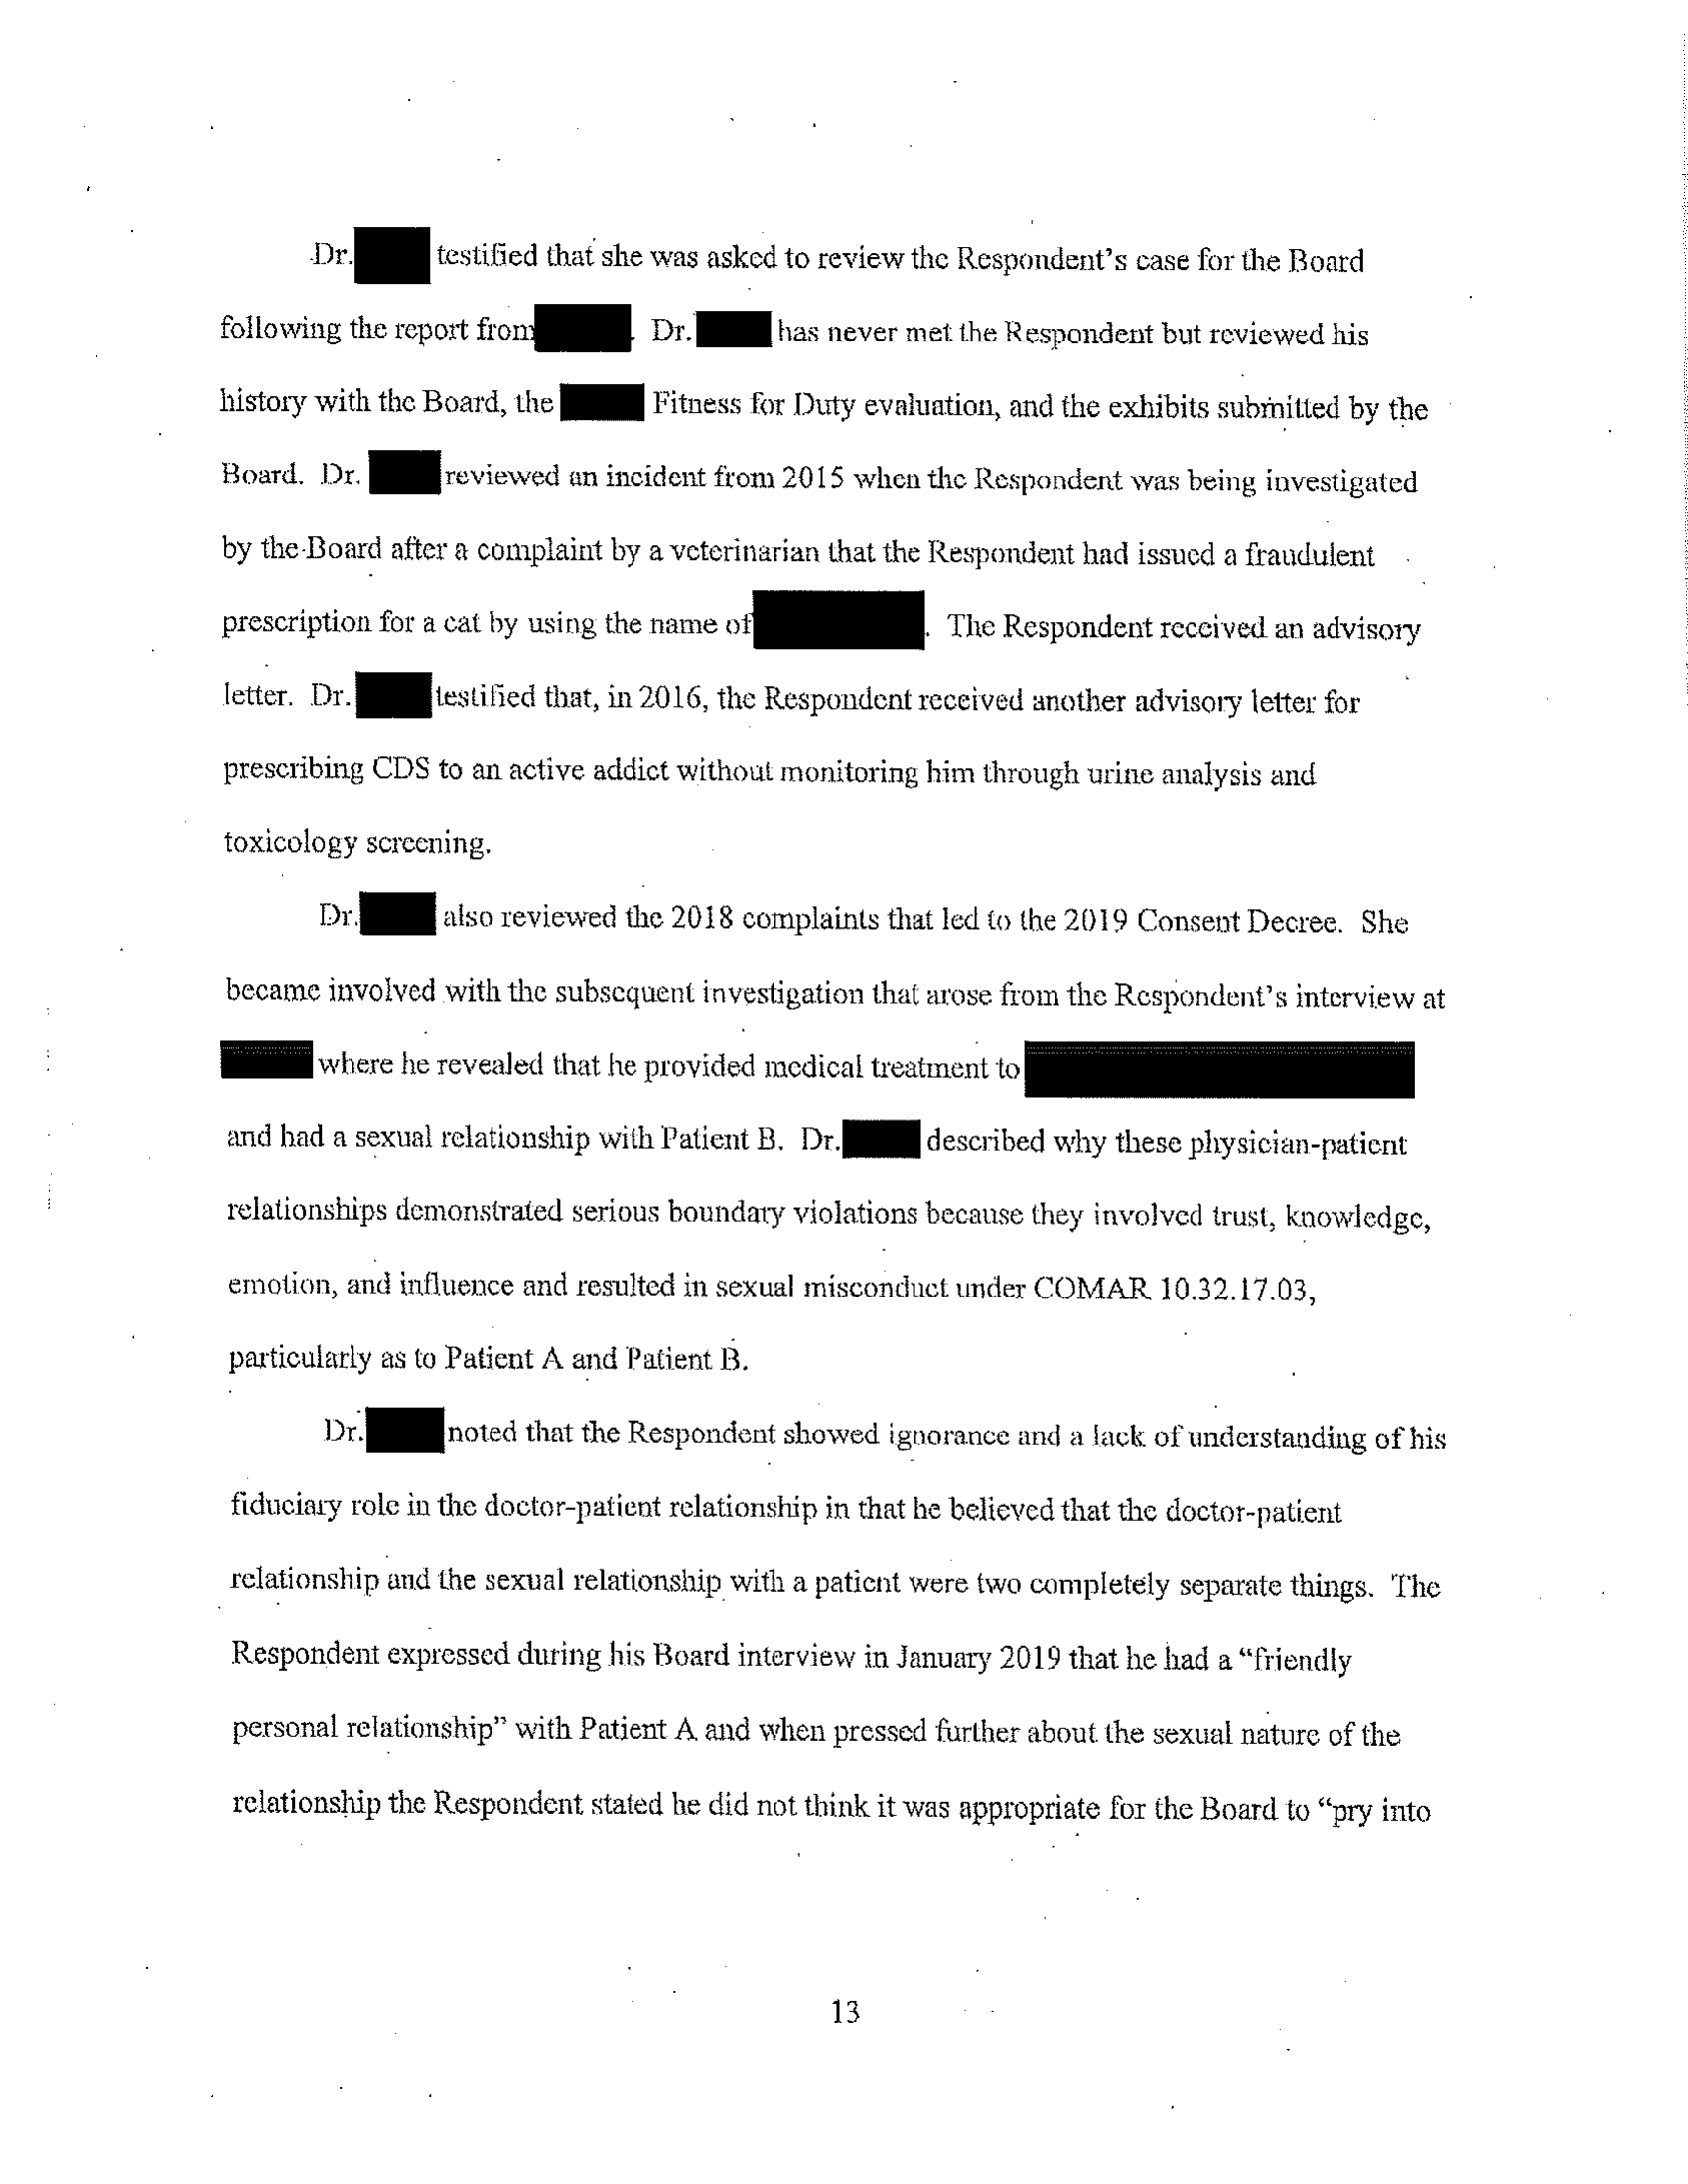 Dr. testified that she was asked to review the Respondent's case for the Board
following the report from . Dr. has never met the Respondent but reviewed his
history with the Board, the Fitness for Duty evaluation, and the exhibits submitted by the
Board. Dr. reviewed an incident from 2015 when the Respondent was being investigated
by the Board after a complaint by a veterinarian that the Respondent had issued a fraudulent
prescription for a cat by using the name of . The Respondent received an advisory
letter. Dr. testified that, in 2016, the Respondent received another advisory letter for
prescribing CDS to an active addict without monitoring him through urine analysis and
toxicology screening.
Dr. also reviewed the 2018 complaints that led to the 2019 Consent Decree. She
became involved with the subsequent investigation that arose from the Respondent's interview at
where he revealed that he provided medical treatment to
and had a sexual relationship with Patient B. Dr. described why these physician-patient
relationships demonstrated serious boundary violations because they involved trust, knowledge,
emotion, and influence and resulted in sexual misconduct under COMAR 10.32.17.03,
particularly as to Patient A and Patient B.
Dr. noted that the Respondent showed ignorance and a lack of understanding of his
fiduciary role in the doctor-patient relationship in that he believed that the doctor-patient
relationship and the sexual relationship with a patient were two completely separate things. The
Respondent expressed during his Board interview in January 2019 that he had a "friendly
personal relationship" with Patient A and when pressed further about the sexual nature of the
relationship the Respondent stated he did not think it was appropriate for the Board to "pry into
13